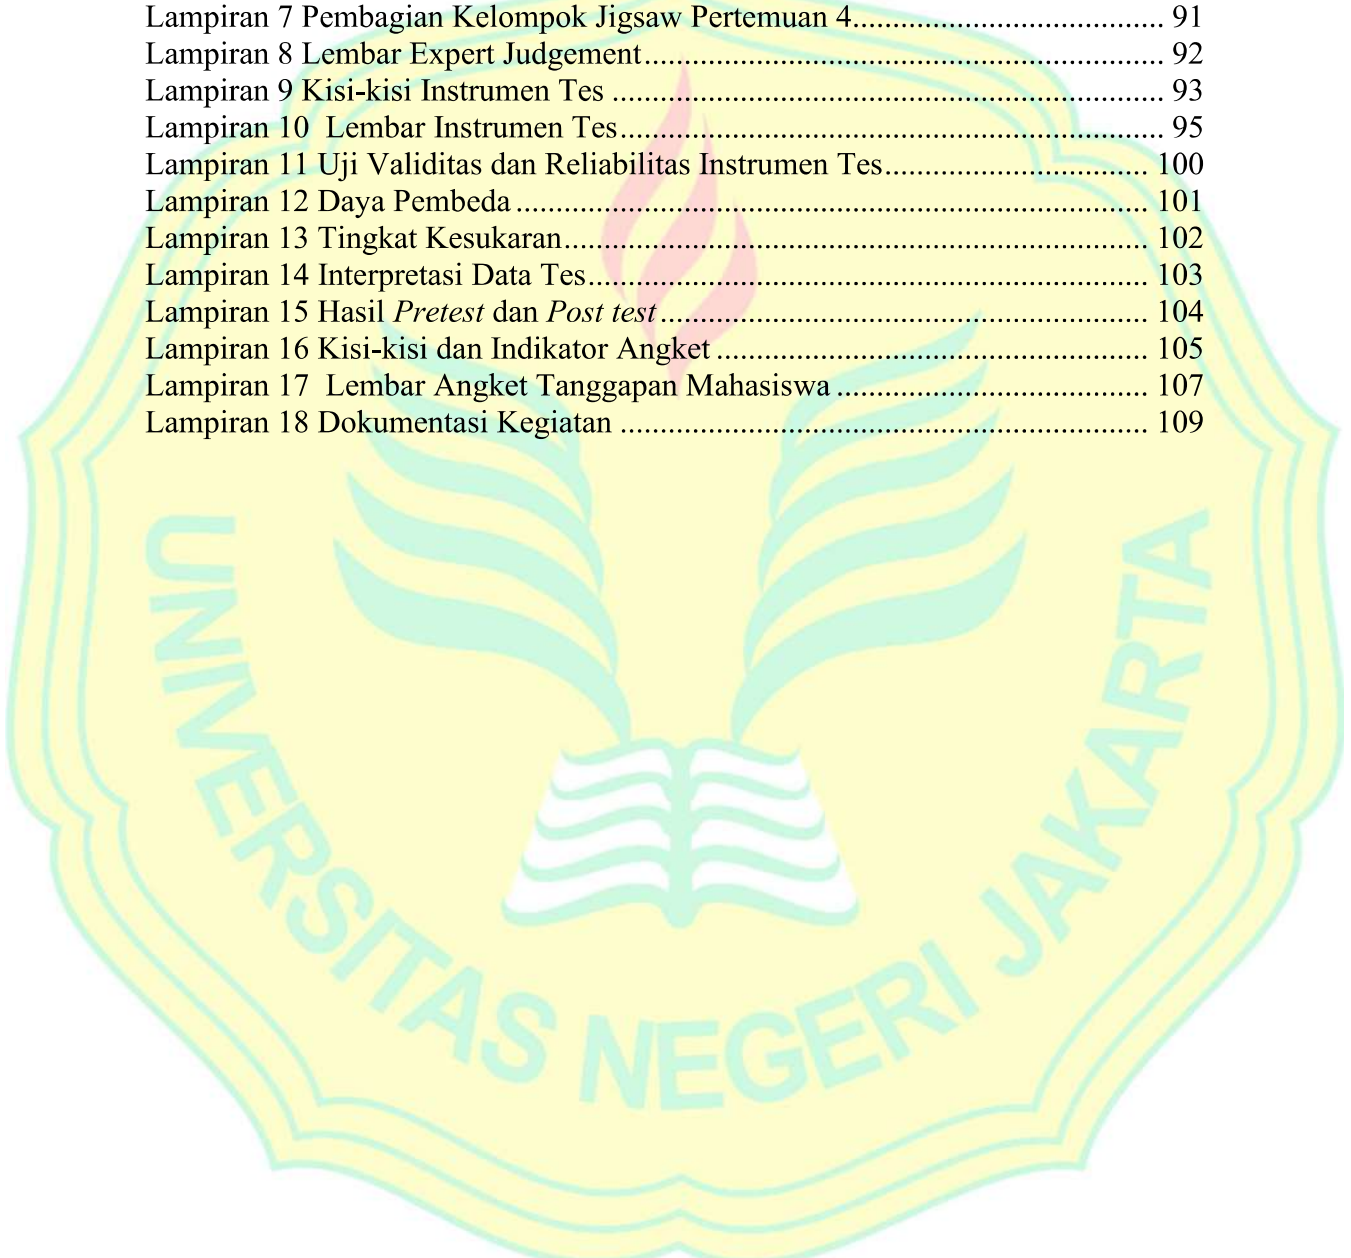 Lampiran 7 Pembagian Kelompok Jigsaw Pertemuan 4....................................... 91
Lampiran 8 Lembar Expert Judgement................................................................. 92
Lampiran 9 Kisi-kisi Instrumen Tes ..................................................................... 93
Lampiran 10  Lembar Instrumen Tes.................................................................... 95
Lampiran 11 Uji Validitas dan Reliabilitas Instrumen Tes................................. 100
Lampiran 12 Daya Pembeda ............................................................................... 101
Lampiran 13 Tingkat Kesukaran......................................................................... 102
Lampiran 14 Interpretasi Data Tes...................................................................... 103
Lampiran 15 Hasil Pretest dan Post test ............................................................. 104
Lampiran 16 Kisi-kisi dan Indikator Angket ...................................................... 105
Lampiran 17  Lembar Angket Tanggapan Mahasiswa ....................................... 107
Lampiran 18 Dokumentasi Kegiatan .................................................................. 109
UNIVERSITAS NEGERI JAKARTA